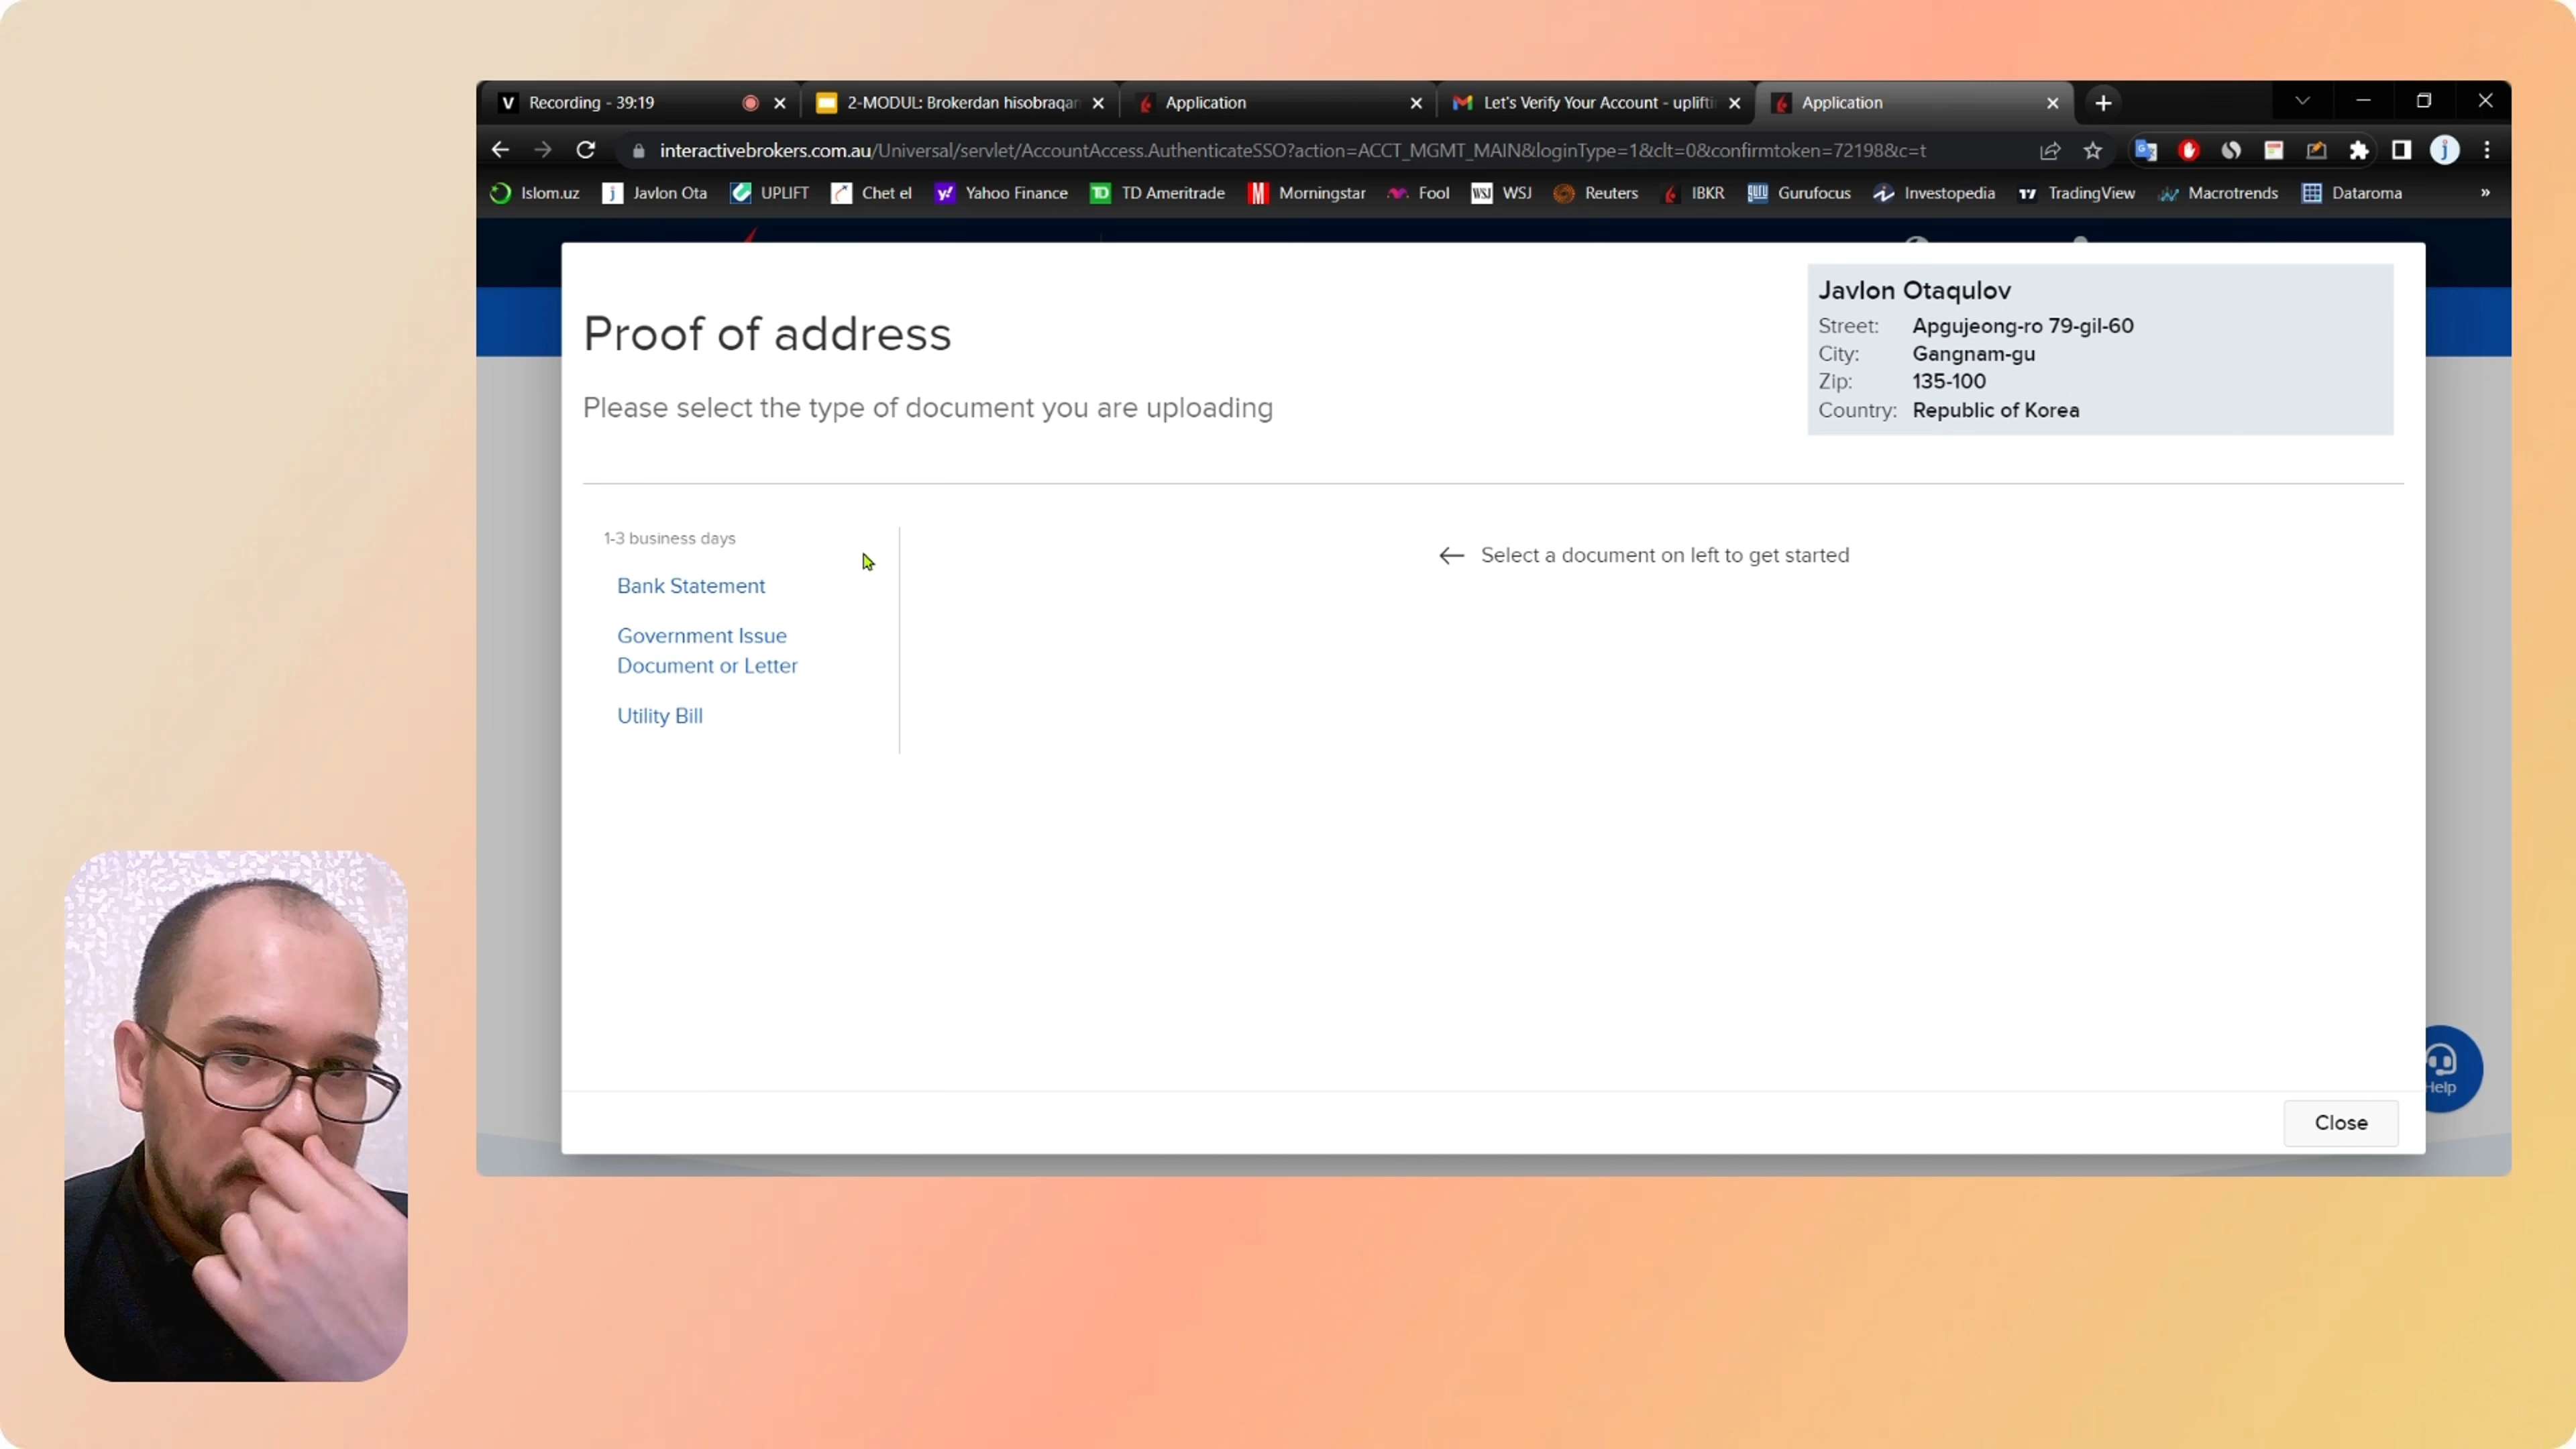 Recording - 39:19
2-MODUL: Brokerdan hisobraqan
Application
Let's Verify Your Account - uplifti
Application
interactivebrokers.com.au/Universal/servlet/AccountAccess.AuthenticateSSO?action=ACCT_MGMT_MAIN&loginType=1&clt=0&confirmtoken=72198&c=t
Islom.uz
Javlon Ota
UPLIFT
Chet el
Yahoo Finance
TD Ameritrade
Morningstar
Fool
WSJ
Reuters
IBKR
Gurufocus
Investopedia
TradingView
Macrotrends
Dataroma
»
Proof of address
Please select the type of document you are uploading
Javlon Otaqulov
Street: Apgujeong-ro 79-gil-60
City: Gangnam-gu
Zip: 135-100
Country: Republic of Korea
1-3 business days
Bank Statement
Government Issue
Document or Letter
Utility Bill
Select a document on left to get started
Help
Close